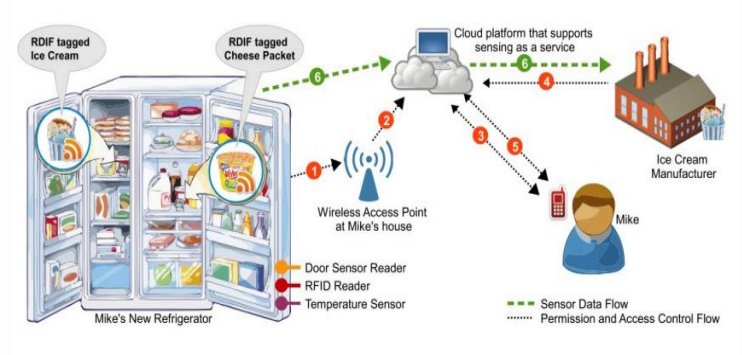 RDIF tagged
Ice Cream
RDIF tagged
Cheese Packet
Cloud platform that supports
sensing as a service
6
6
4
2
3
5
1
Ice Cream
Manufacturer
Wireless Access Point
at Mike's house
Mike
Door Sensor Reader
RFID Reader
Temperature Sensor
Mike's New Refrigerator
Sensor Data Flow
Permission and Access Control Flow